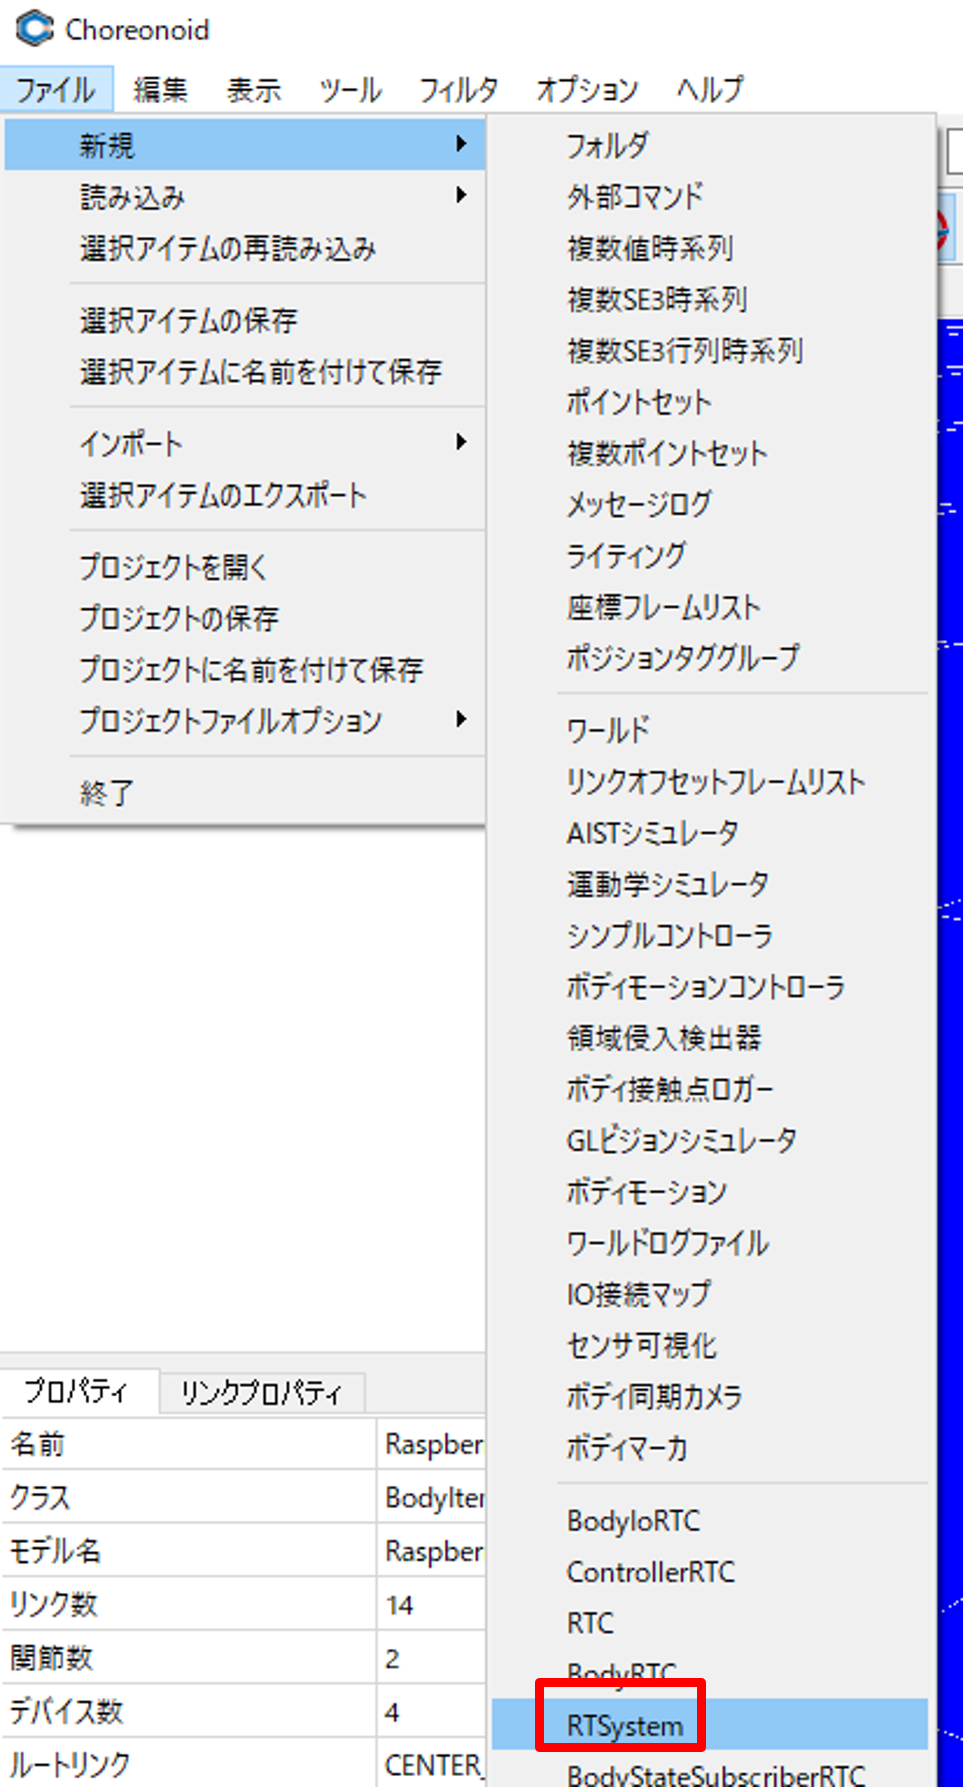 Choreonoid
ファイル 編集 表示 ツール フィルタ オプション ヘルプ
新規
読み込み
選択アイテムの再読み込み
選択アイテムの保存
選択アイテムに名前を付けて保存
インポート
選択アイテムのエクスポート
プロジェクトを開く
プロジェクトの保存
プロジェクトに名前を付けて保存
プロジェクトファイルオプション
終了
フォルダ
外部コマンド
複数値時系列
複数SE3時系列
複数SE3行列時系列
ポイントセット
複数ポイントセット
メッセージログ
ライティング
座標フレームリスト
ポジションタググループ
ワールド
リンクオフセットフレームリスト
AISTシミュレータ
運動学シミュレータ
シンプルコントローラ
ボディモーションコントローラ
領域侵入検出器
ボディ接触点ロガー
GLビジョンシミュレータ
ボディモーション
ワールドログファイル
IO接続マップ
センサ可視化
ボディ同期カメラ
ボディマーカ
BodyIoRTC
ControllerRTC
RTC
BodyRTC
RTSystem
BodyStateSubscriberRTC
プロパティ リンクプロパティ
名前 Raspber
クラス BodyIter
モデル名 Raspber
リンク数 14
関節数 2
デバイス数 4
ルートリンク CENTER_